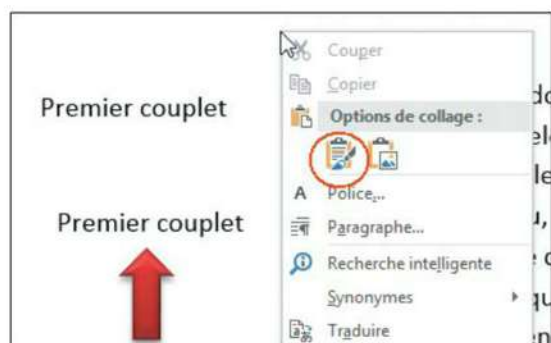 Couper
Copier
Premier couplet
Options de collage :
A Police...
Premier couplet
Paragraphe...
Recherche intelligente
Synonymes
Traduire